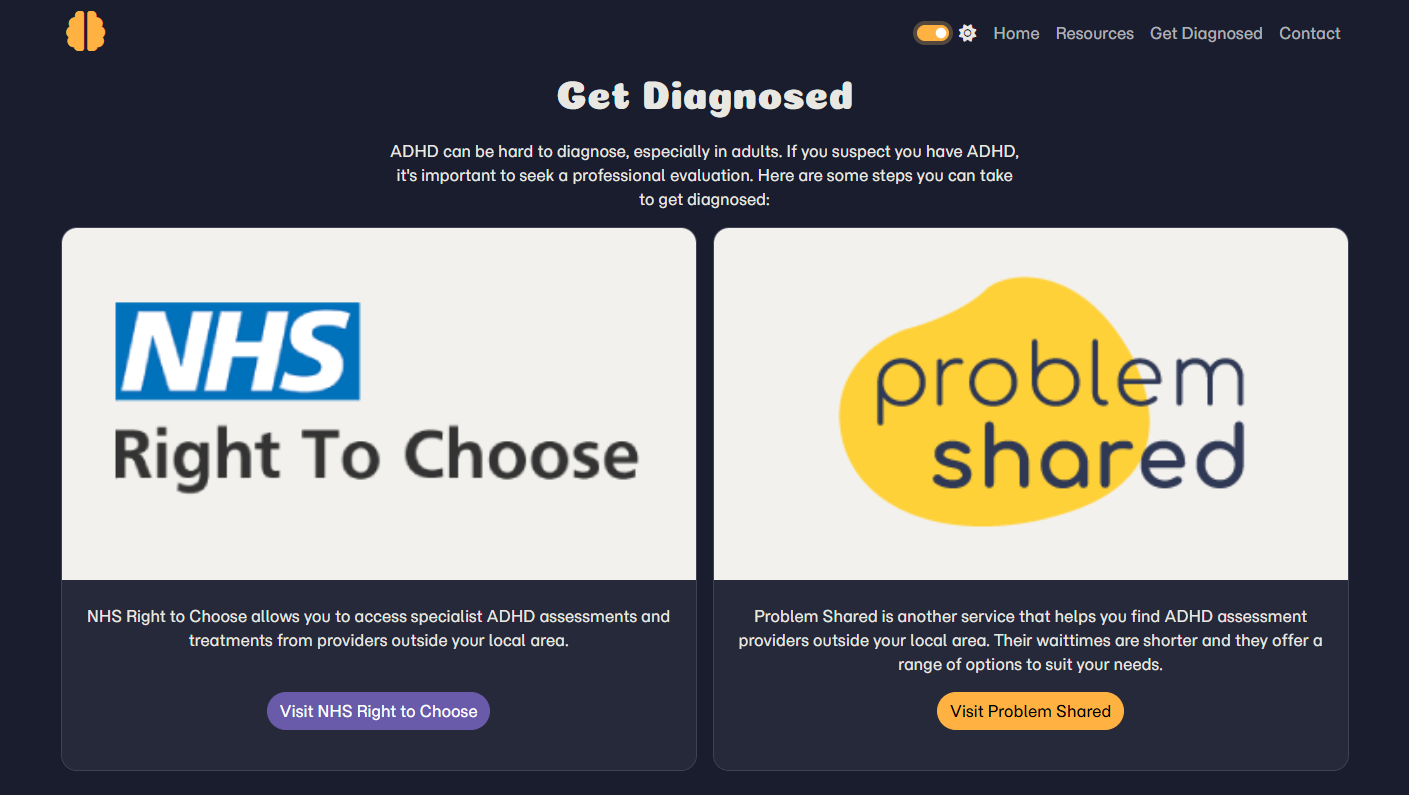 Home Resources Get Diagnosed Contact
Get Diagnosed
ADHD can be hard to diagnose, especially in adults. If you suspect you have ADHD,
it's important to seek a professional evaluation. Here are some steps you can take
to get diagnosed:
NHS
Right To Choose
problem
shared
NHS Right to Choose allows you to access specialist ADHD assessments and
treatments from providers outside your local area.
Visit NHS Right to Choose
Problem Shared is another service that helps you find ADHD assessment
providers outside your local area. Their waittimes are shorter and they offer a
range of options to suit your needs.
Visit Problem Shared